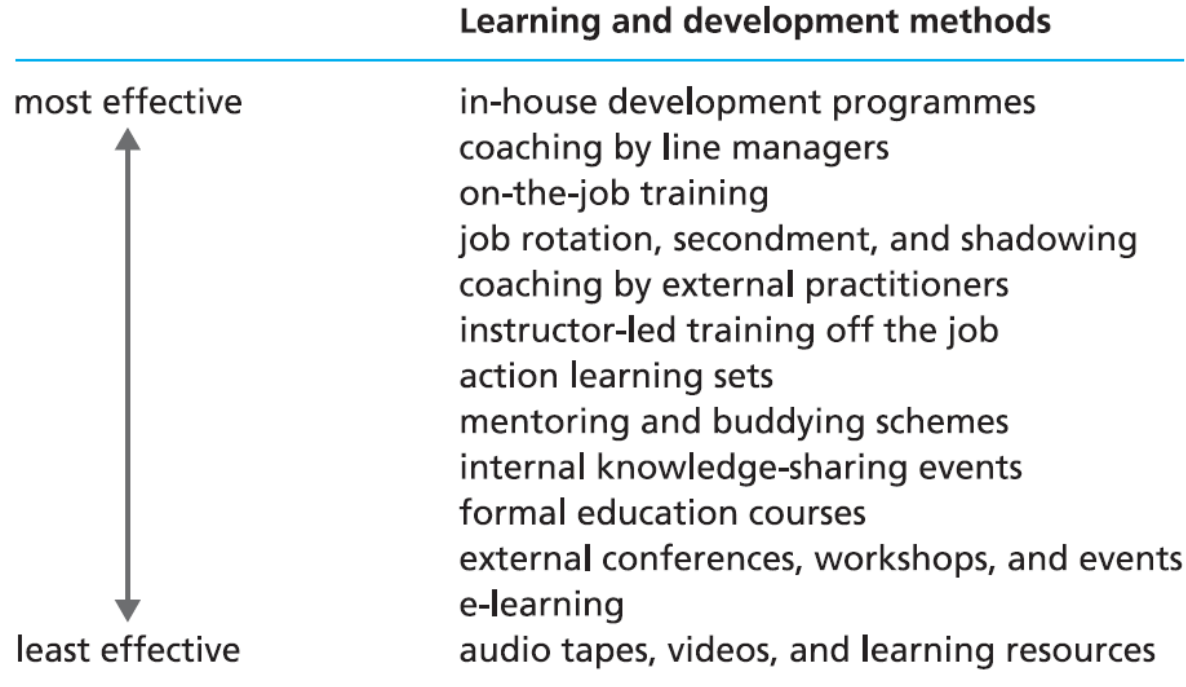 Learning and development methods
most effective in-house development programmes
coaching by line managers
on-the-job training
job rotation, secondment, and shadowing
coaching by external practitioners
instructor-led training off the job
action learning sets
mentoring and buddying schemes
internal knowledge-sharing events
formal education courses
external conferences, workshops, and events
e-learning
least effective audio tapes, videos, and learning resources